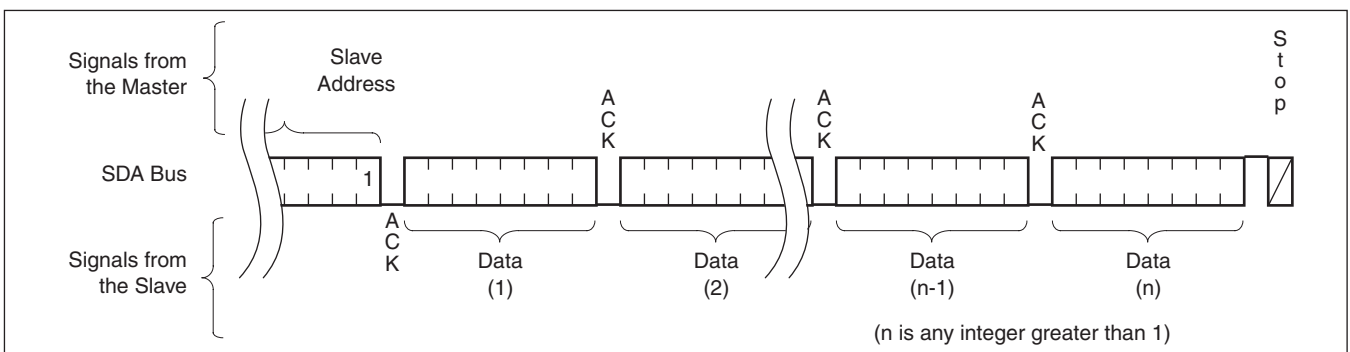 Signals from
the Master
Slave
Address
A
C
K
A
C
K
A
C
K
S
t
o
p
SDA Bus
1
Signals from
the Slave
A
C
K
Data
(1)
Data
(2)
Data
(n-1)
Data
(n)
(n is any integer greater than 1)